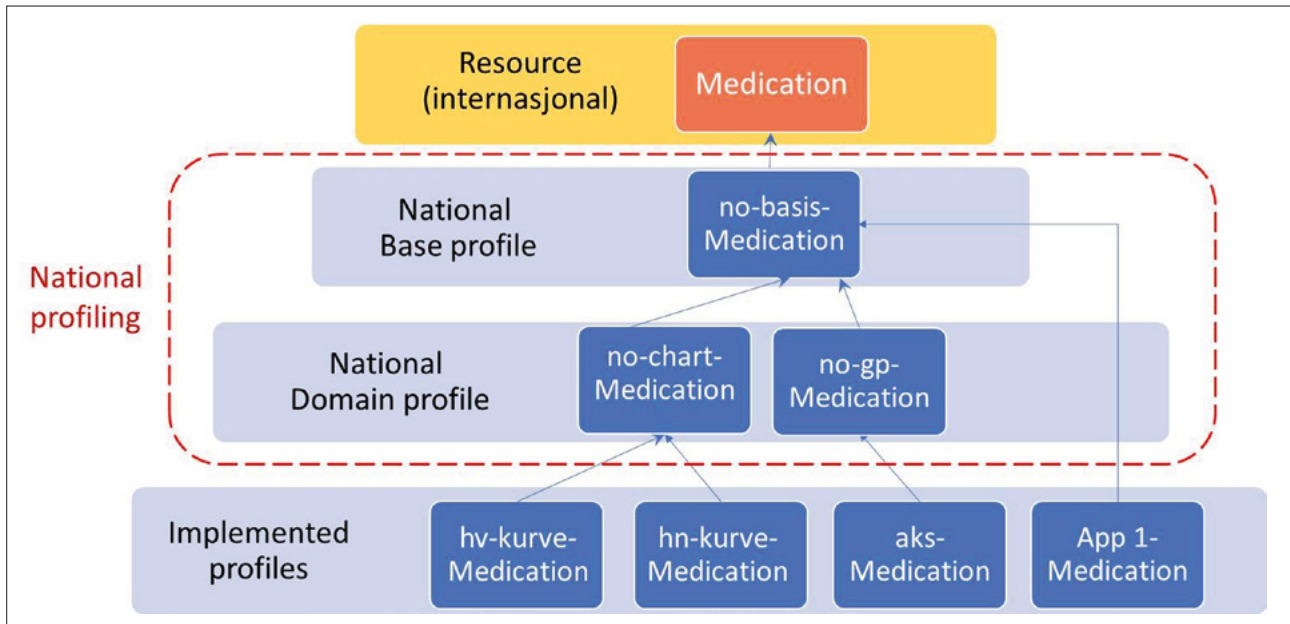 Resource
(internasjonal)
Medication
National
Base profile
no-basis-
Medication
National
profiling
National
Domain profile
no-chart-
Medication
no-gp-
Medication
Implemented
profiles
hv-kurve-
Medication
hn-kurve-
Medication
aks-
Medication
App 1-
Medication